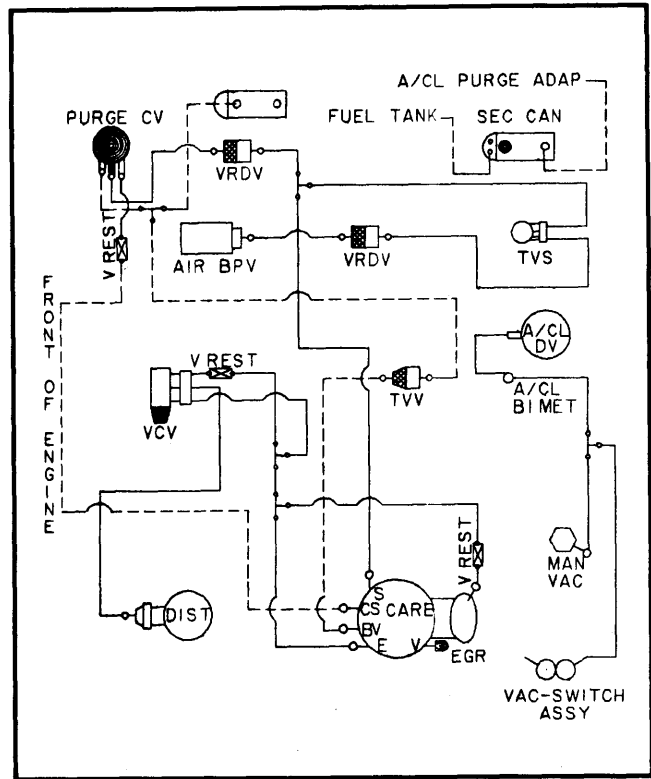 A/CL PURGE ADAP
FUEL TANK
SEC CAN
PURGE CV
VRDV
V REST
AIR BPV
VRDV
TVS
FRONT OF ENGINE
A/CL
DV
V REST
A/CL
BIMET
VCV
TVV
V REST
MAN
VAC
S
CS
CARE
BV
E
V
EGR
DIST
VAC-SWITCH
ASSY